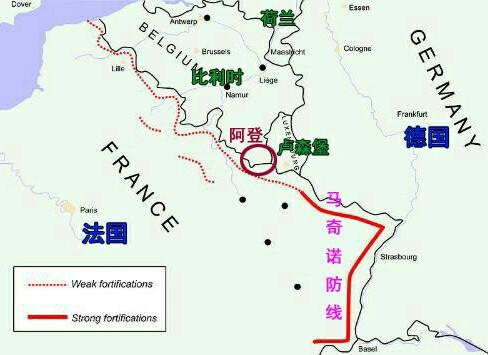 Dover
Antwerp
荷兰
Essen
BELGIUM
Brussels
Maastricht
Cologne
Lille
比利时
Liège
Namur
GERMANY
阿登
LUXEMBOURG
卢森堡
Frankfurt
德国
FRANCE
Paris
法国
马奇诺防线
Strasbourg
Weak fortifications
Strong fortifications
Basel